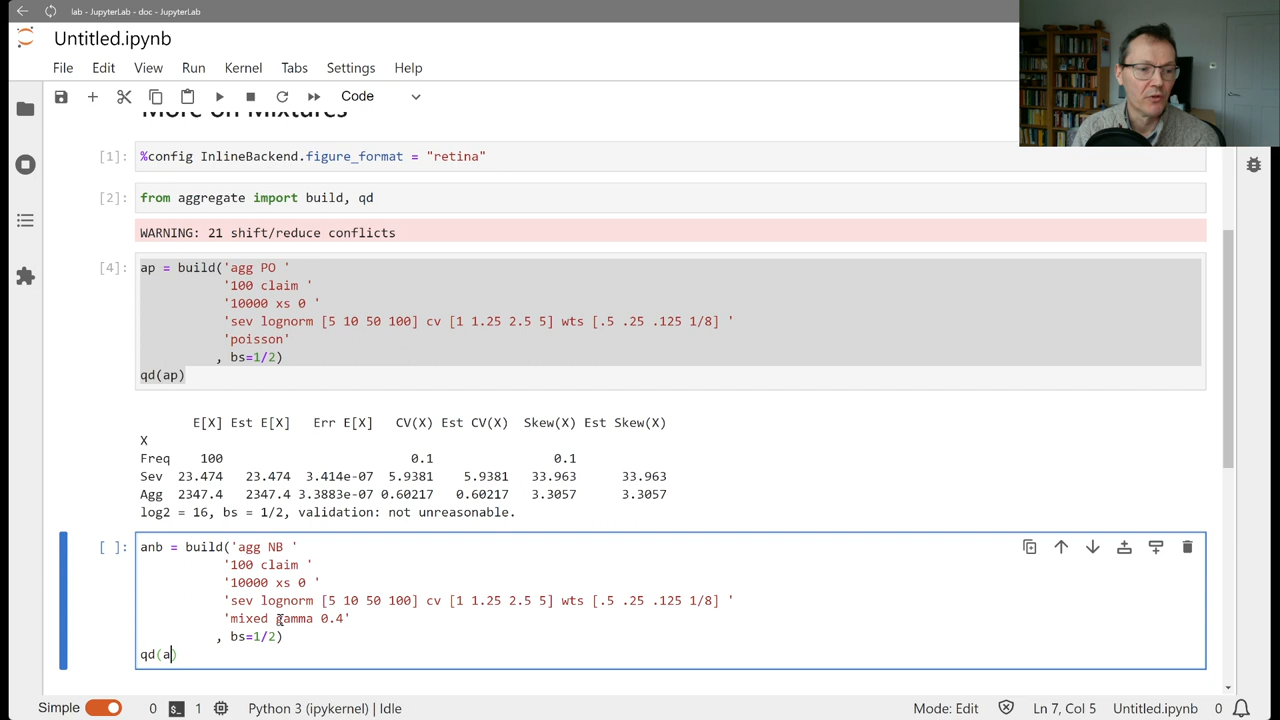 lab - JupyterLab - doc - JupyterLab
Untitled.ipynb
File Edit View Run Kernel Tabs Settings Help
Code
More on Mixtures
[1]: %config InlineBackend.figure_format = "retina"
[2]: from aggregate import build, qd
WARNING: 21 shift/reduce conflicts
[4]: ap = build('agg PO '
'100 claim '
'10000 xs 0 '
'sev lognorm [5 10 50 100] cv [1 1.25 2.5 5] wts [.5 .25 .125 1/8] '
'poisson'
, bs=1/2)
qd(ap)
E[X] Est E[X] Err E[X] CV(X) Est CV(X) Skew(X) Est Skew(X)
X
Freq 100 0.1 0.1
Sev 23.474 23.474 3.414e-07 5.9381 5.9381 33.963 33.963
Agg 2347.4 2347.4 3.3883e-07 0.60217 0.60217 3.3057 3.3057
log2 = 16, bs = 1/2, validation: not unreasonable.
[ ]: anb = build('agg NB '
'100 claim '
'10000 xs 0 '
'sev lognorm [5 10 50 100] cv [1 1.25 2.5 5] wts [.5 .25 .125 1/8] '
'mixed gamma 0.4'
, bs=1/2)
qd(a)
Simple 0 1 Python 3 (ipykernel) | Idle Mode: Edit Ln 7, Col 5 Untitled.ipynb 0